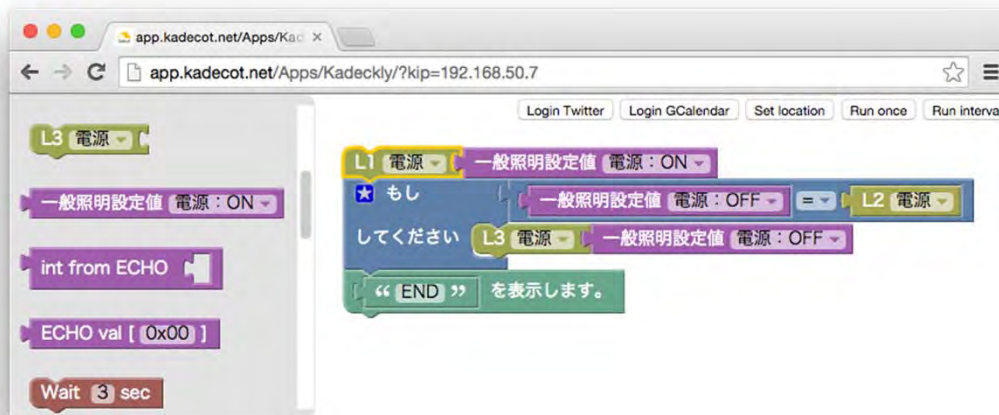 app.kadecot.net/Apps/Kad
app.kadecot.net/Apps/Kadeckly/?kip=192.168.50.7
Login Twitter Login GCalendar Set location Run once Run interva
L3 電源
一般照明設定値 電源：ON
int from ECHO
ECHO val [ 0x00 ]
Wait 3 sec
L1 電源 一般照明設定値 電源：ON
もし 一般照明設定値 電源：OFF = L2 電源
してください L3 電源 一般照明設定値 電源：OFF
“ END ” を表示します。